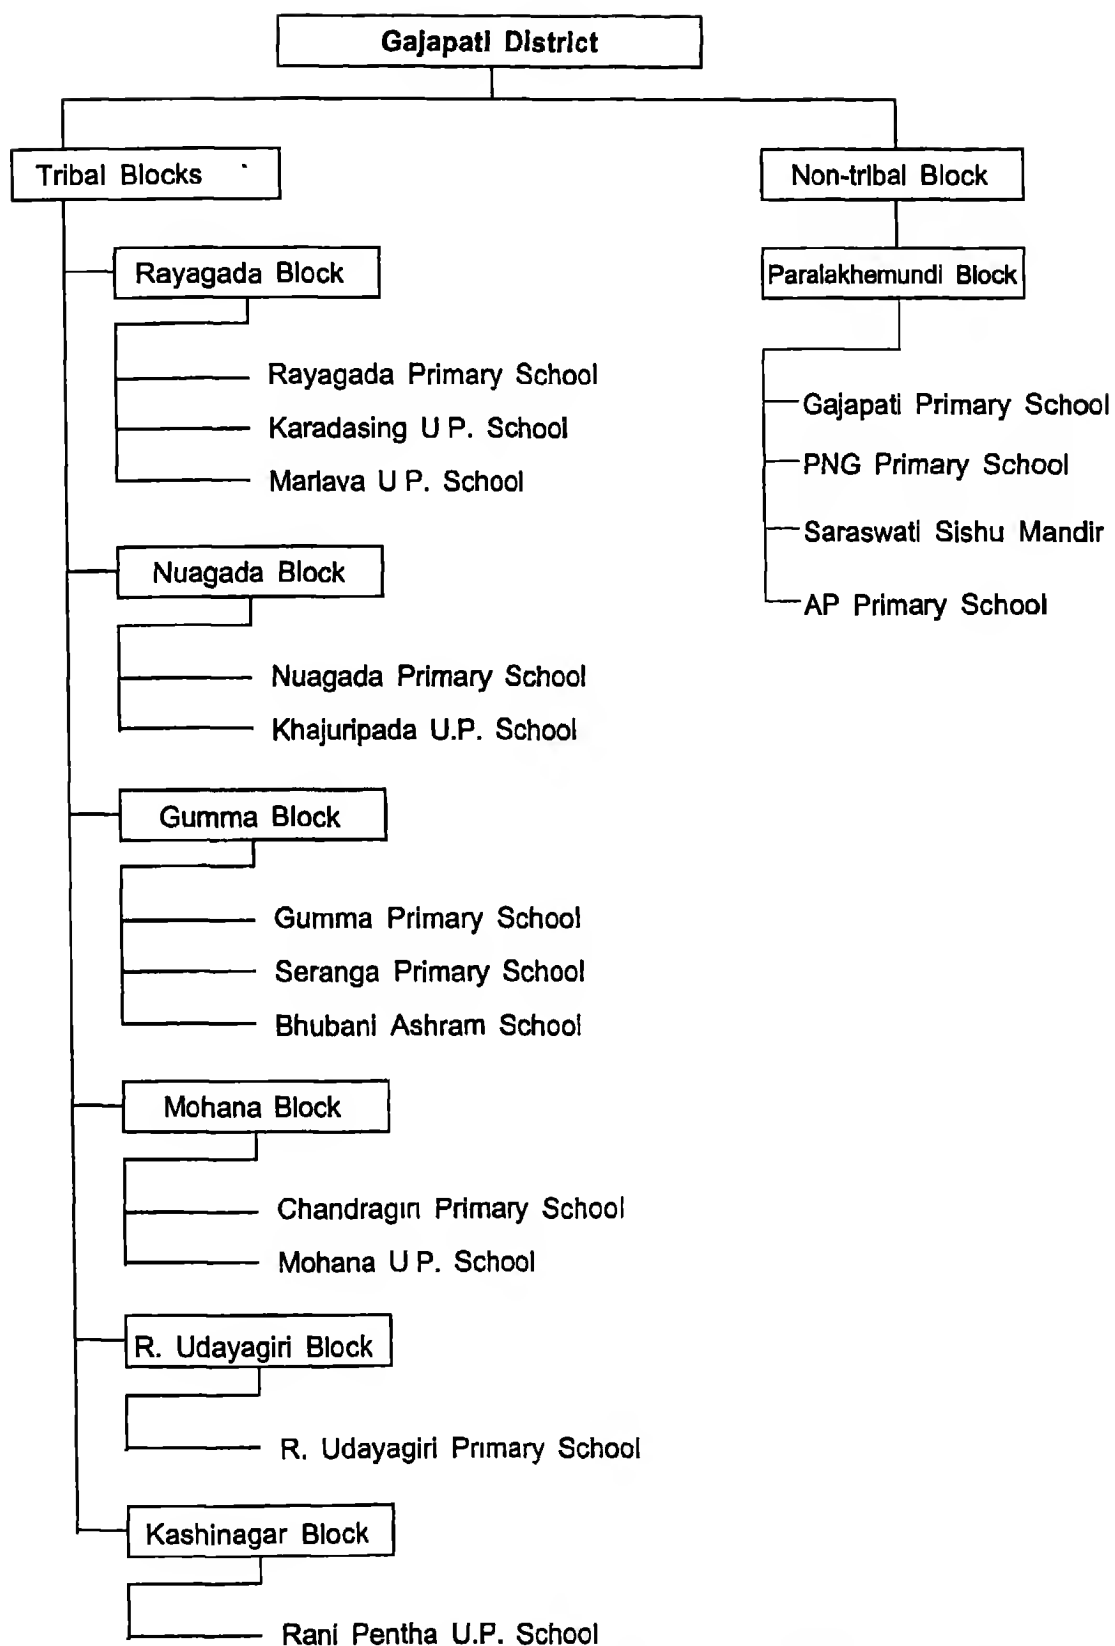 Gajapati District
Tribal Blocks
Rayagada Block
Rayagada Primary School
Karadasing U P. School
Marlava U P. School
Nuagada Block
Nuagada Primary School
Khajuripada U.P. School
Gumma Block
Gumma Primary School
Seranga Primary School
Bhubani Ashram School
Mohana Block
Chandragiri Primary School
Mohana U P. School
R. Udayagiri Block
R. Udayagiri Primary School
Kashinagar Block
Rani Pentha U.P. School
Non-tribal Block
Paralakhemundi Block
Gajapati Primary School
PNG Primary School
Saraswati Sishu Mandir
AP Primary School